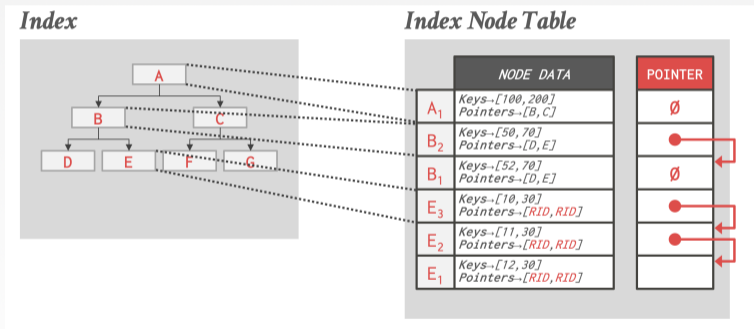 Index
Index Node Table
A
B
C
D
E
F
G
NODE DATA
POINTER
A1
Keys→[100,200]
Pointers→[B,C]
Ø
B2
Keys→[50,70]
Pointers→[D,E]
B1
Keys→[52,70]
Pointers→[D,E]
Ø
E3
Keys→[10,30]
Pointers→[RID,RID]
E2
Keys→[11,30]
Pointers→[RID,RID]
E1
Keys→[12,30]
Pointers→[RID,RID]